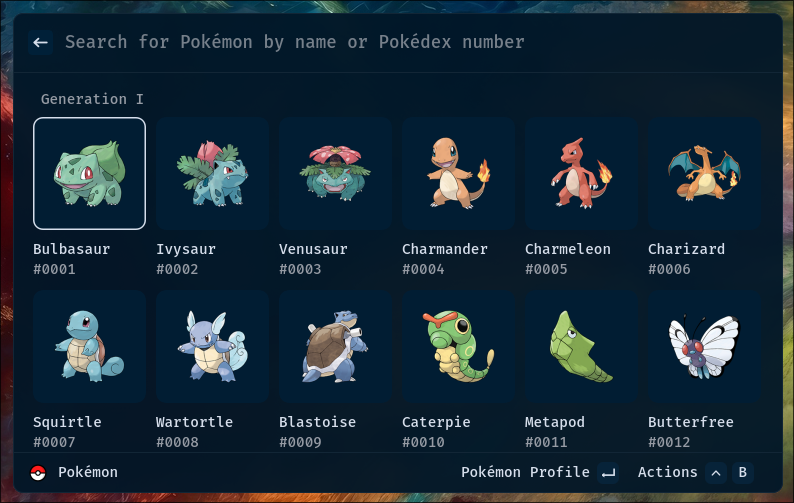 Search for Pokémon by name or Pokédex number
Generation I
Bulbasaur Ivysaur Venusaur Charmander Charmeleon Charizard
#0001 #0002 #0003 #0004 #0005 #0006
Squirtle Wartortle Blastoise Caterpie Metapod Butterfree
#0007 #0008 #0009 #0010 #0011 #0012
Pokémon Pokémon Profile Actions B